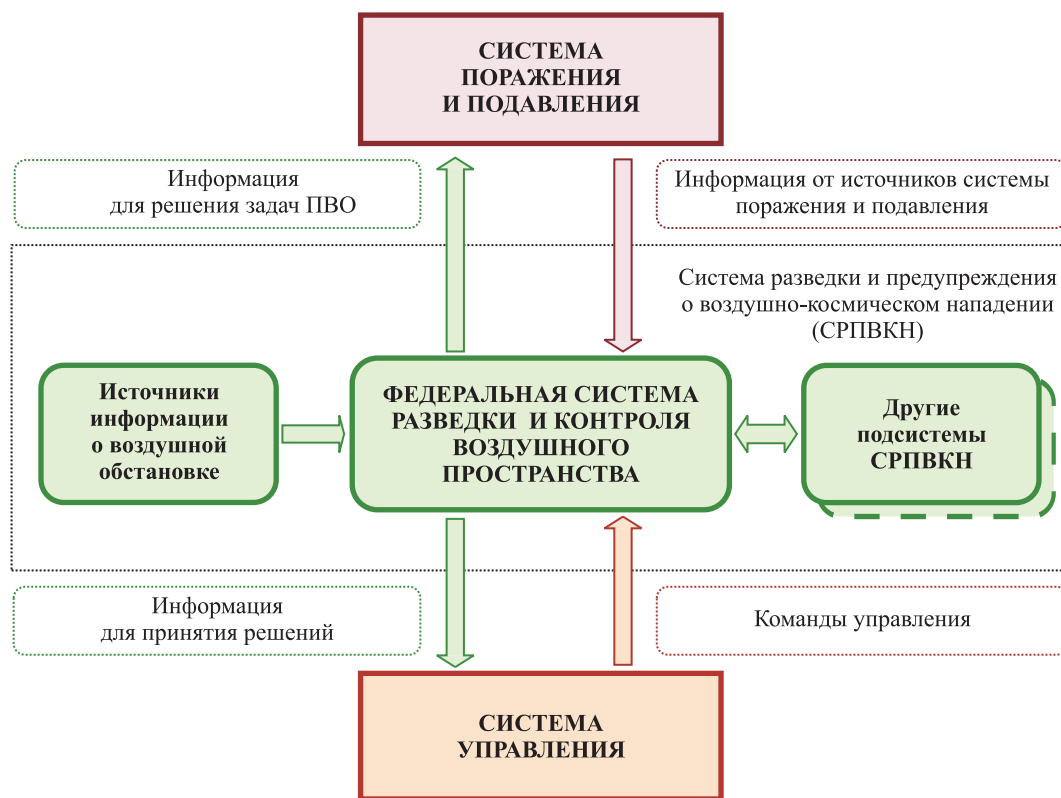 СИСТЕМА
ПОРАЖЕНИЯ
И ПОДАВЛЕНИЯ
Информация
для решения задач ПВО
Информация от источников системы
поражения и подавления
Система разведки и предупреждения
о воздушно-космическом нападении
(СРПВКН)
Источники
информации
о воздушной
обстановке
ФЕДЕРАЛЬНАЯ СИСТЕМА
РАЗВЕДКИ И КОНТРОЛЯ
ВОЗДУШНОГО
ПРОСТРАНСТВА
Другие
подсистемы
СРПВКН
Информация
для принятия решений
Команды управления
СИСТЕМА
УПРАВЛЕНИЯ